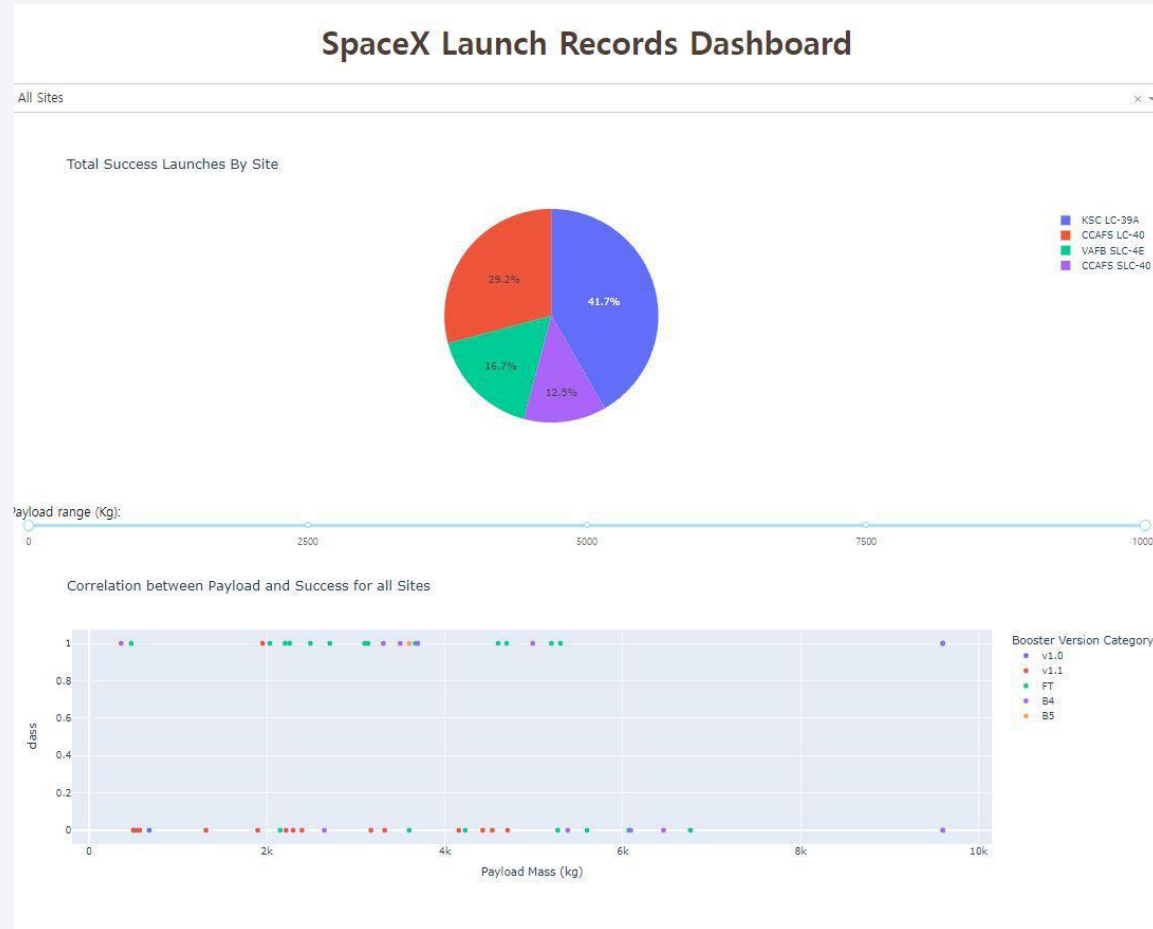 SpaceX Launch Records Dashboard
All Sites
×
Total Success Launches By Site
KSC LC-39A
CCAFS LC-40
VAFB SLC-4E
CCAFS SLC-40
29.2%
41.7%
16.7%
12.5%
Payload range (Kg):
0 2500 5000 7500 1000
Correlation between Payload and Success for all Sites
Booster Version Category
v1.0
v1.1
FT
B4
B5
class
1
0.8
0.6
0.4
0.2
0
0 2k 4k 6k 8k 10k
Payload Mass (kg)